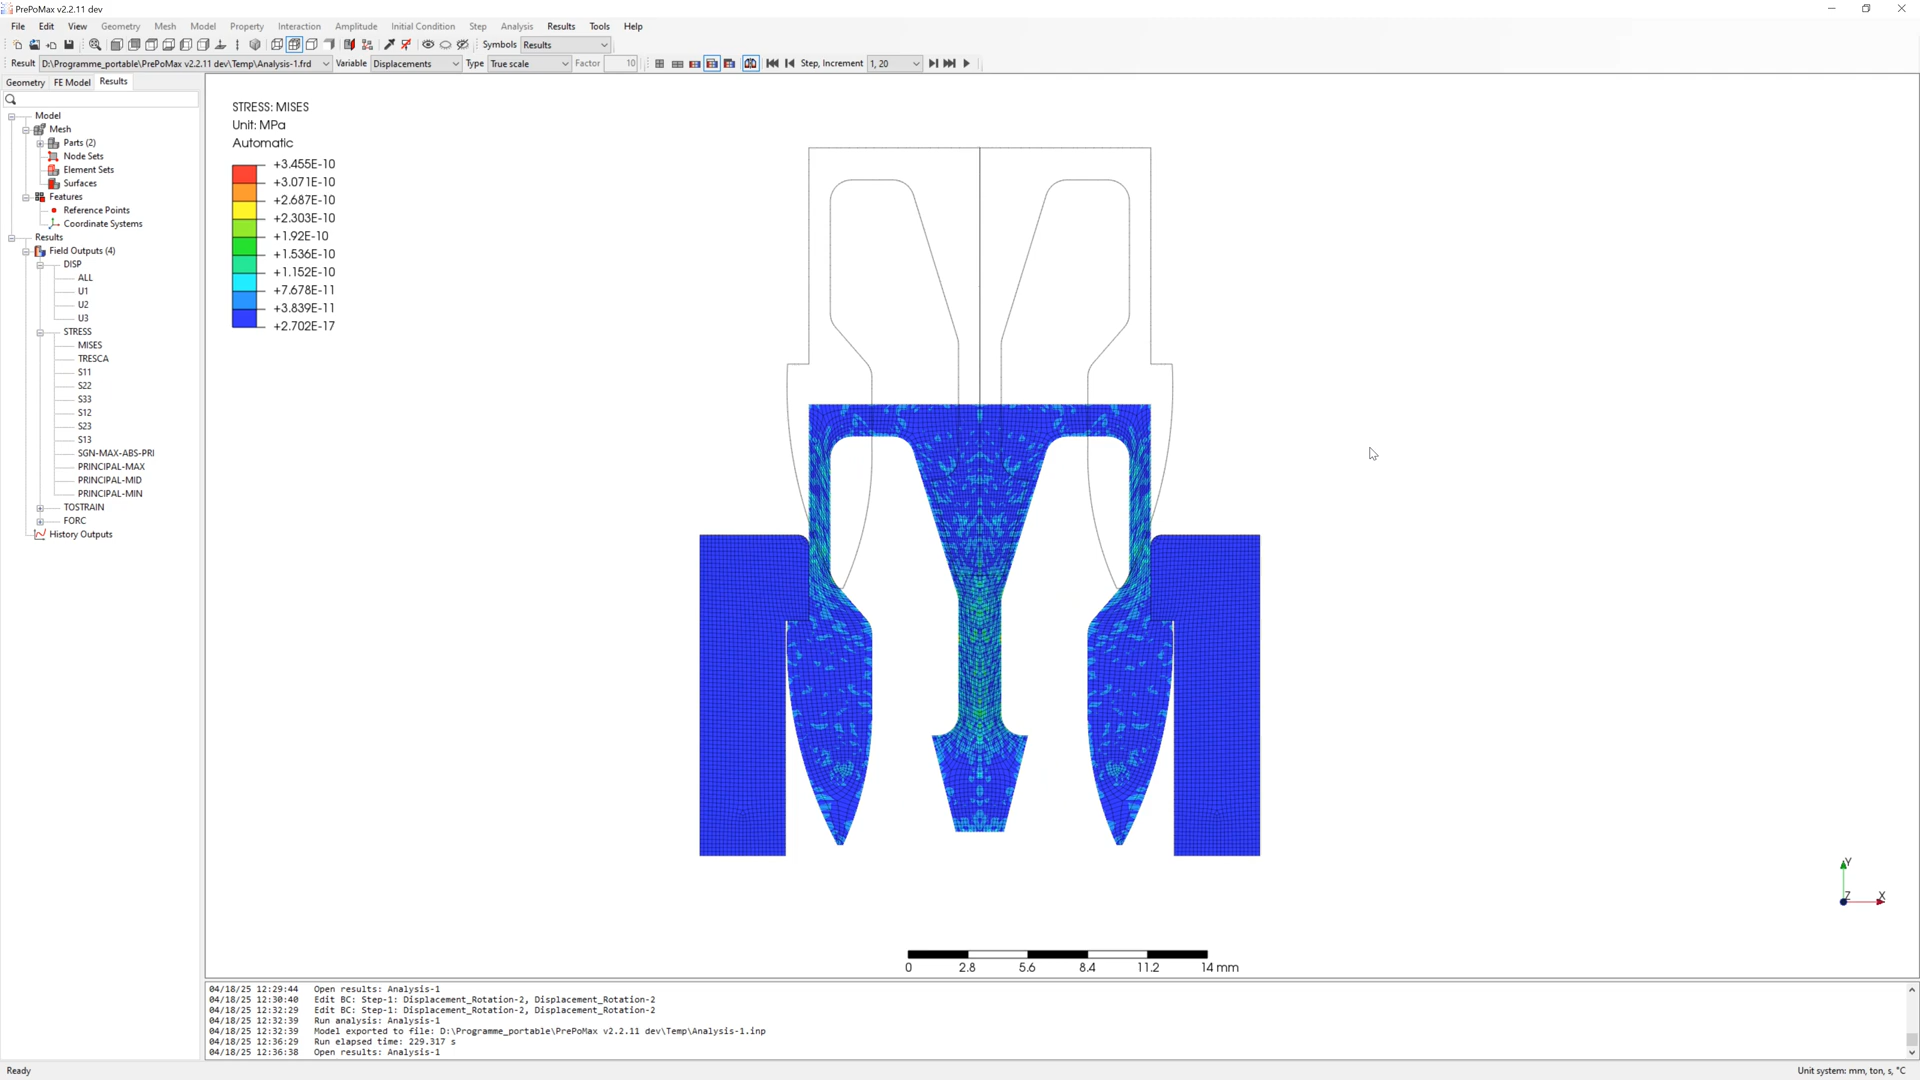 PrePoMax v2.2.11 dev
File Edit View Geometry Mesh Model Property Interaction Amplitude Initial Condition Step Analysis Results Tools Help
Symbols Results
Result D:\Programme_portable\PrePoMax v2.2.11 dev\Temp\Analysis-1.frd Variable Displacements Type True scale Factor 10 Step, Increment 1, 20
Geometry FE Model Results
Model
Mesh
Parts (2)
Node Sets
Element Sets
Surfaces
Features
Reference Points
Coordinate Systems
Results
Field Outputs (4)
DISP
ALL
U1
U2
U3
STRESS
MISES
TRESCA
S11
S22
S33
S12
S23
S13
SGN-MAX-ABS-PRI
PRINCIPAL-MAX
PRINCIPAL-MID
PRINCIPAL-MIN
TOSTRAIN
FORC
History Outputs
STRESS: MISES
Unit: MPa
Automatic
+3.455E-10
+3.071E-10
+2.687E-10
+2.303E-10
+1.92E-10
+1.536E-10
+1.152E-10
+7.678E-11
+3.839E-11
+2.702E-17
Y
Z X
0 2.8 5.6 8.4 11.2 14 mm
04/18/25 12:29:44 Open results: Analysis-1
04/18/25 12:30:40 Edit BC: Step-1: Displacement_Rotation-2, Displacement_Rotation-2
04/18/25 12:32:29 Edit BC: Step-1: Displacement_Rotation-2, Displacement_Rotation-2
04/18/25 12:32:39 Run analysis: Analysis-1
04/18/25 12:32:39 Model exported to file: D:\Programme_portable\PrePoMax v2.2.11 dev\Temp\Analysis-1.inp
04/18/25 12:36:29 Run elapsed time: 229.317 s
04/18/25 12:36:38 Open results: Analysis-1
Ready
Unit system: mm, ton, s, °C